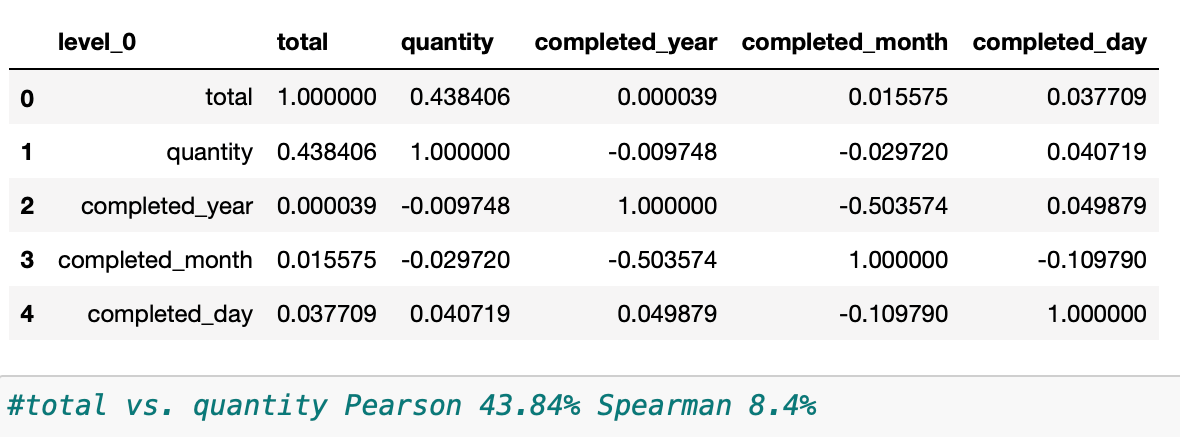 level_0 total quantity completed_year completed_month completed_day
0 total 1.000000 0.438406 0.000039 0.015575 0.037709
1 quantity 0.438406 1.000000 -0.009748 -0.029720 0.040719
2 completed_year 0.000039 -0.009748 1.000000 -0.503574 0.049879
3 completed_month 0.015575 -0.029720 -0.503574 1.000000 -0.109790
4 completed_day 0.037709 0.040719 0.049879 -0.109790 1.000000
#total vs. quantity Pearson 43.84% Spearman 8.4%